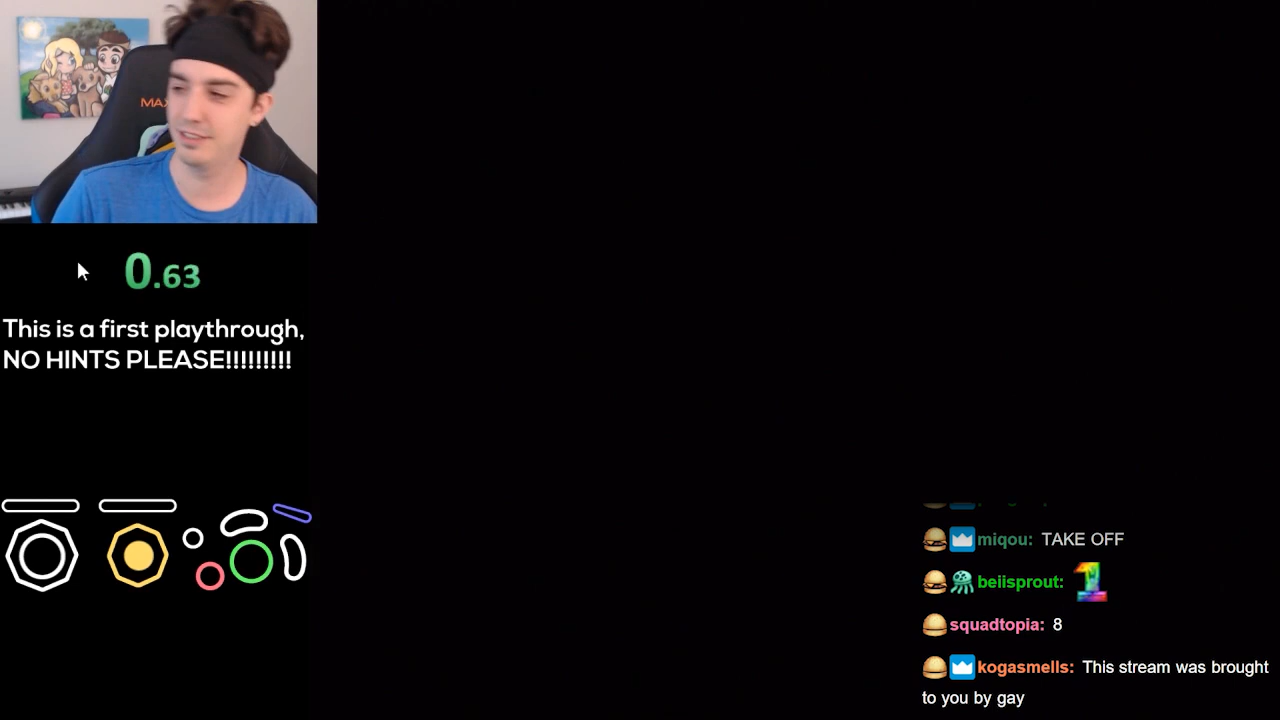 MAX
0.63
This is a first playthrough,
NO HINTS PLEASE!!!!!!!!!
miqou: TAKE OFF
beiisprout: 1
squadtopia: 8
kogasmells: This stream was brought
to you by gay